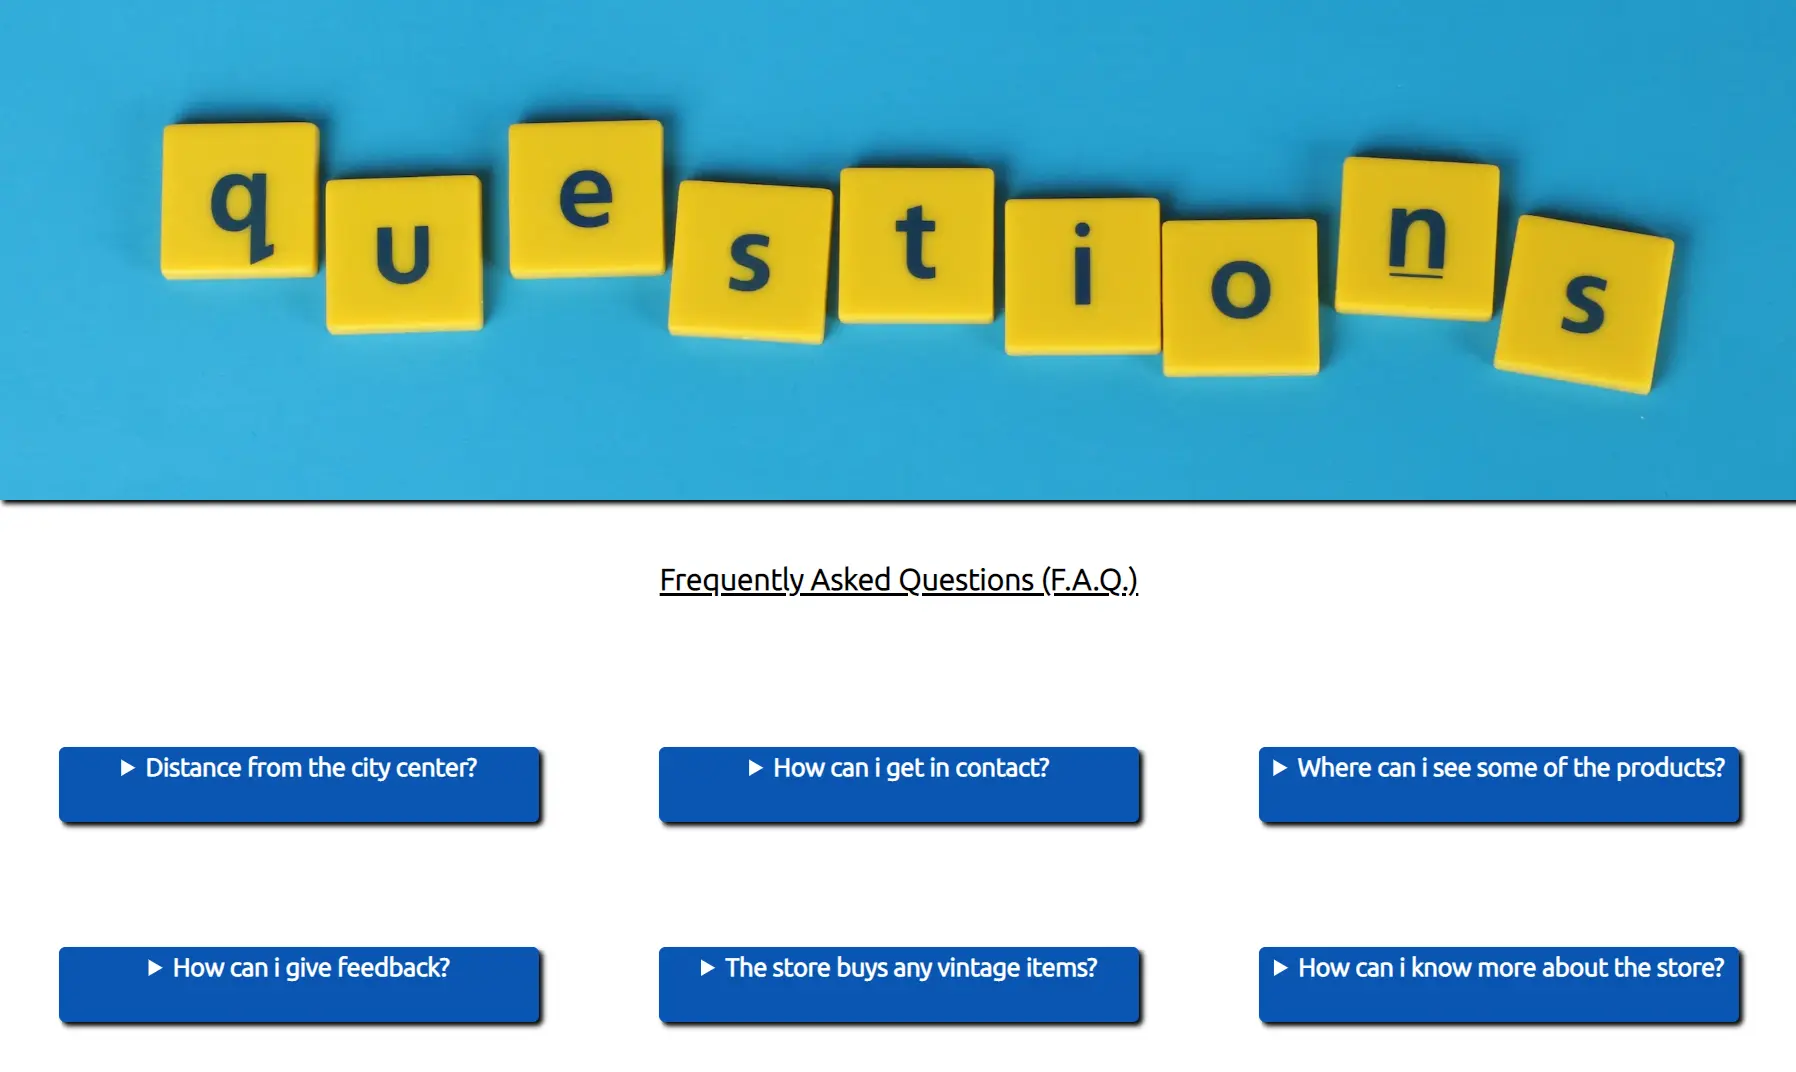 questions
Frequently Asked Questions (F.A.Q.)
Distance from the city center?
How can i get in contact?
Where can i see some of the products?
How can i give feedback?
The store buys any vintage items?
How can i know more about the store?